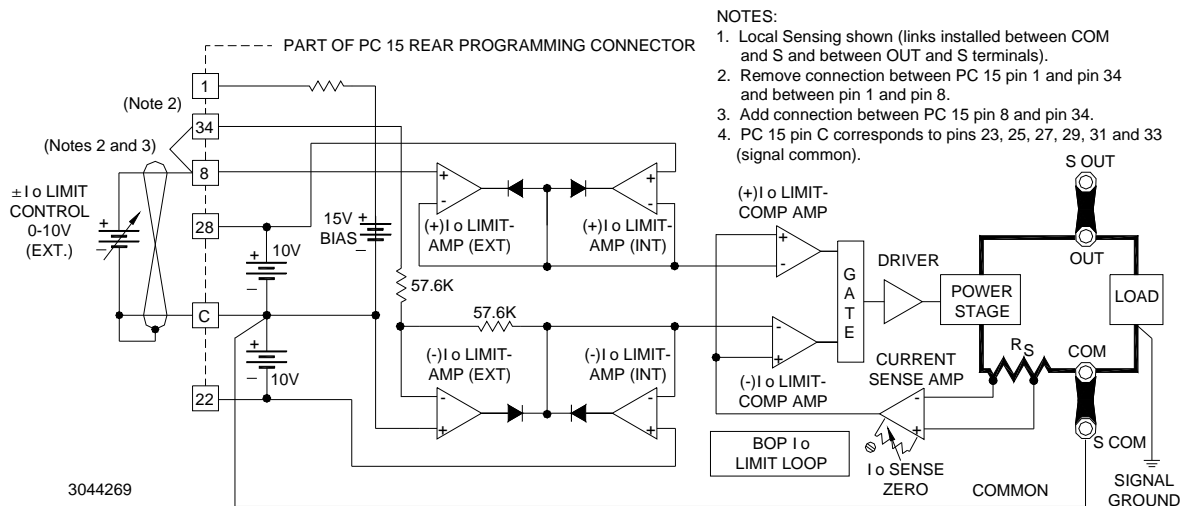 NOTES:
1. Local Sensing shown (links installed between COM
and S and between OUT and S terminals).
2. Remove connection between PC 15 pin 1 and pin 34
and between pin 1 and pin 8.
3. Add connection between PC 15 pin 8 and pin 34.
4. PC 15 pin C corresponds to pins 23, 25, 27, 29, 31 and 33
(signal common).
PART OF PC 15 REAR PROGRAMMING CONNECTOR
1
(Note 2)
34
(Notes 2 and 3)
8
± I o LIMIT
CONTROL
0-10V
(EXT.)
+
–
28
+
10V
–
C
+
10V
–
22
15V
BIAS
+
–
57.6K
57.6K
+
-
(+)I o LIMIT-
AMP (EXT)
+
-
(+)I o LIMIT-
AMP (INT)
(-)I o LIMIT-
AMP (EXT)
-
+
(-)I o LIMIT-
AMP (INT)
-
+
(+)I o LIMIT-
COMP AMP
+
-
-
+
(-)I o LIMIT-
COMP AMP
G
A
T
E
DRIVER
POWER
STAGE
S OUT
OUT
LOAD
RS
COM
S COM
CURRENT
SENSE AMP
-
+
I o SENSE
ZERO
BOP I o
LIMIT LOOP
COMMON
SIGNAL
GROUND
3044269